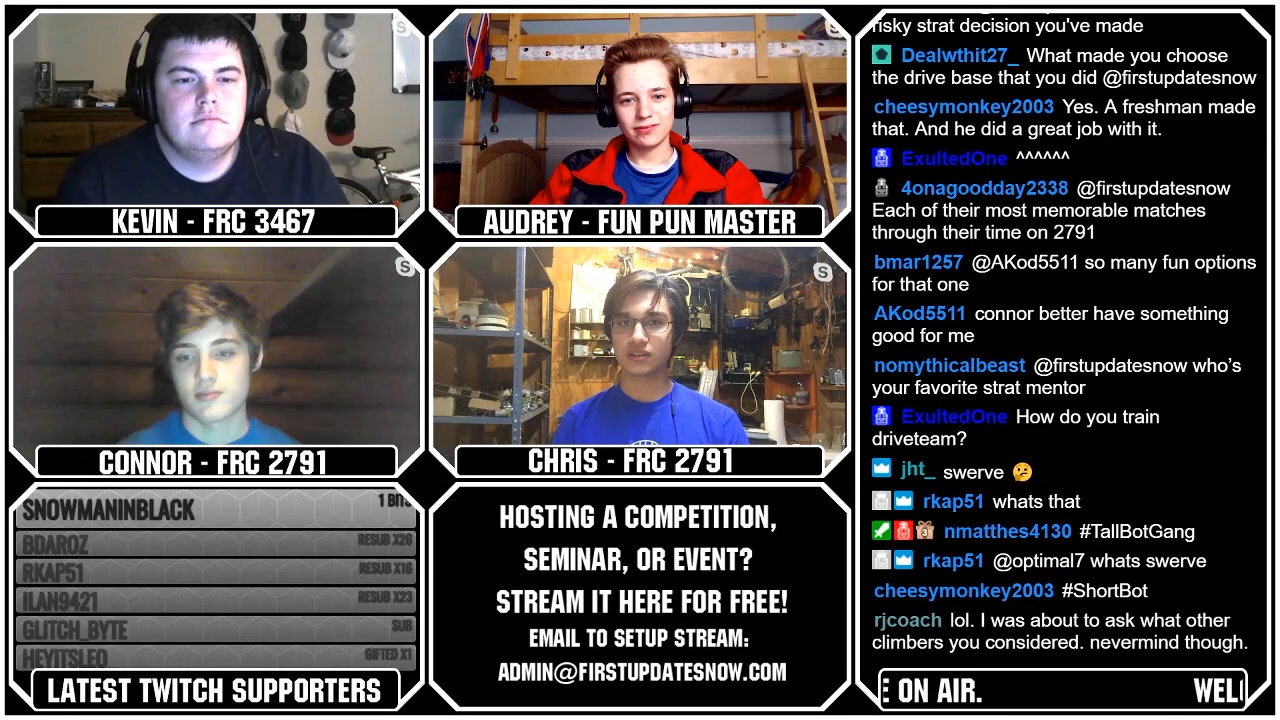 KEVIN - FRC 3467
AUDREY - FUN PUN MASTER
CONNOR - FRC 2791
CHRIS - FRC 2791
SNOWMANINBLACK 1 BITS
BDAROZ RESUB X26
RKAP51 RESUB X16
ILAN9421 RESUB X23
GLITCH_BYTE SUB
HEYITSLEO GIFTED X1
LATEST TWITCH SUPPORTERS
HOSTING A COMPETITION,
SEMINAR, OR EVENT?
STREAM IT HERE FOR FREE!
EMAIL TO SETUP STREAM:
ADMIN@FIRSTUPDATESNOW.COM
risky strat decision you've made
Dealwthit27_ What made you choose
the drive base that you did @firstupdatesnow
cheesymonkey2003 Yes. A freshman made
that. And he did a great job with it.
ExultedOne ^^^^^^
4onagoodday2338 @firstupdatesnow
Each of their most memorable matches
through their time on 2791
bmar1257 @AKod5511 so many fun options
for that one
AKod5511 connor better have something
good for me
nomythicalbeast @firstupdatesnow who's
your favorite strat mentor
ExultedOne How do you train
driveteam?
jht_ swerve 🤔
rkap51 whats that
nmatthes4130 #TallBotGang
rkap51 @optimal7 whats swerve
cheesymonkey2003 #ShortBot
rjcoach lol. I was about to ask what other
climbers you considered. nevermind though.
E ON AIR. WEL